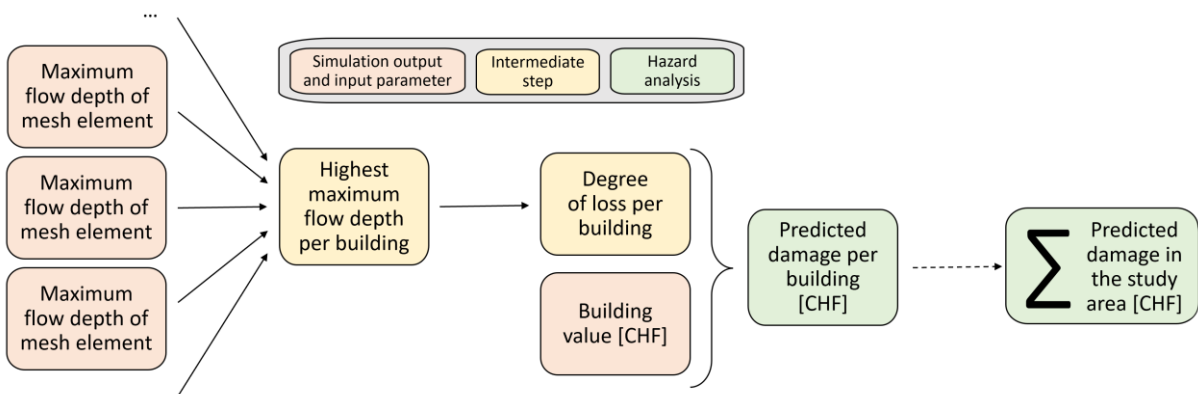 ...
Simulation output
and input parameter
Intermediate
step
Hazard
analysis
Maximum
flow depth of
mesh element
Maximum
flow depth of
mesh element
Maximum
flow depth of
mesh element
Highest
maximum
flow depth
per building
Degree
of loss per
building
Building
value [CHF]
Predicted
damage per
building
[CHF]
∑
Predicted
damage in
the study
area [CHF]